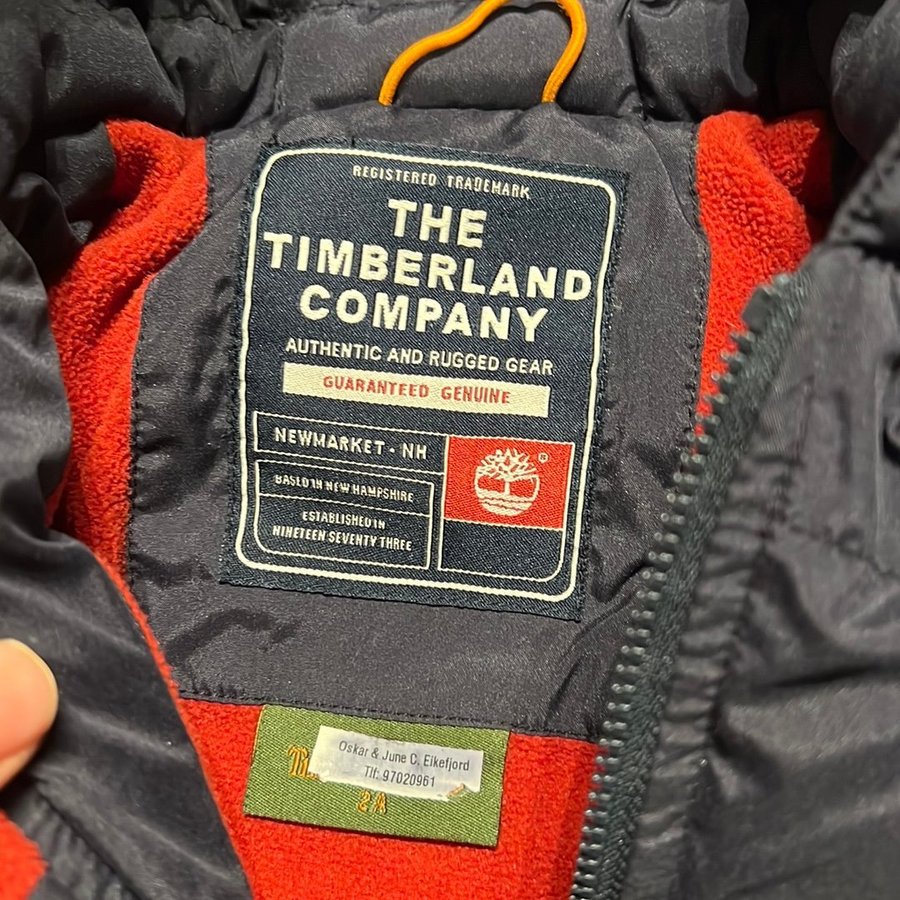 REGISTERED TRADEMARK
THE
TIMBERLAND
COMPANY
AUTHENTIC AND RUGGED GEAR
GUARANTEED GENUINE
NEWMARKET · NH
®
BASED IN NEW HAMPSHIRE
ESTABLISHED IN
NINETEEN SEVENTY THREE
Oskar & June C. Eikefjord
Tlf: 97020961
2A